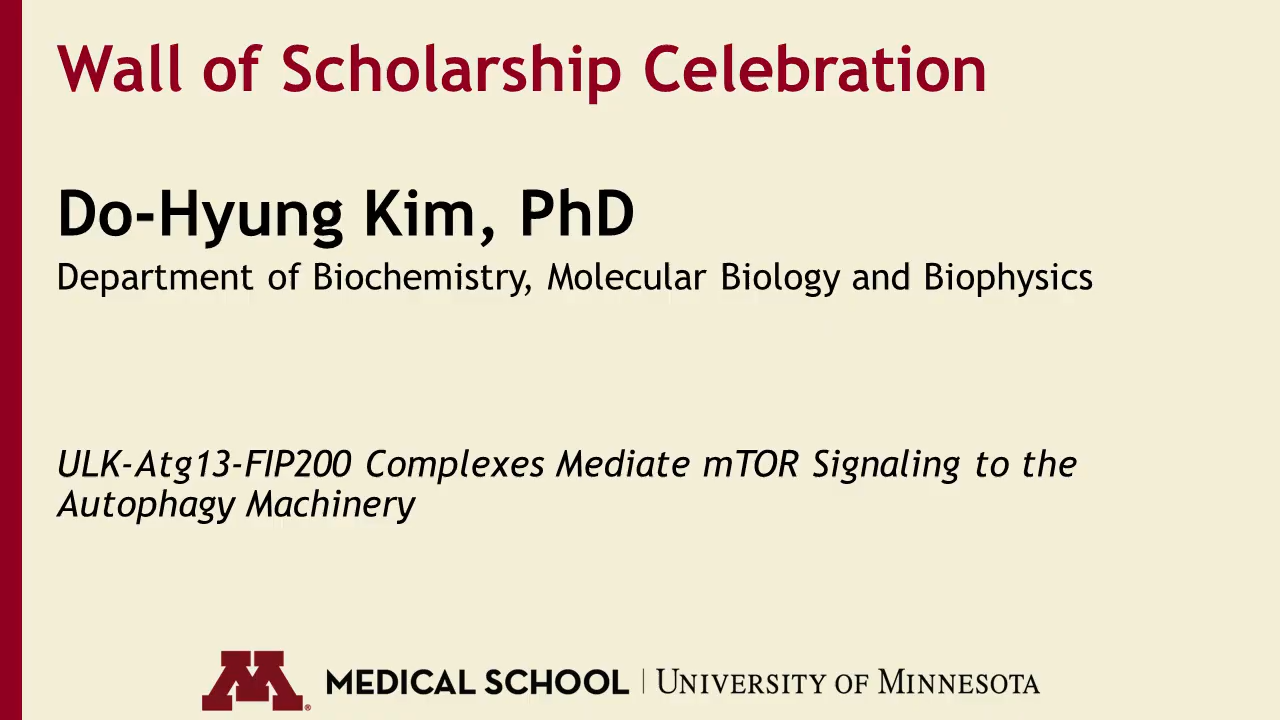 Wall of Scholarship Celebration
Do-Hyung Kim, PhD
Department of Biochemistry, Molecular Biology and Biophysics
ULK-Atg13-FIP200 Complexes Mediate mTOR Signaling to the
Autophagy Machinery
M® MEDICAL SCHOOL | UNIVERSITY OF MINNESOTA